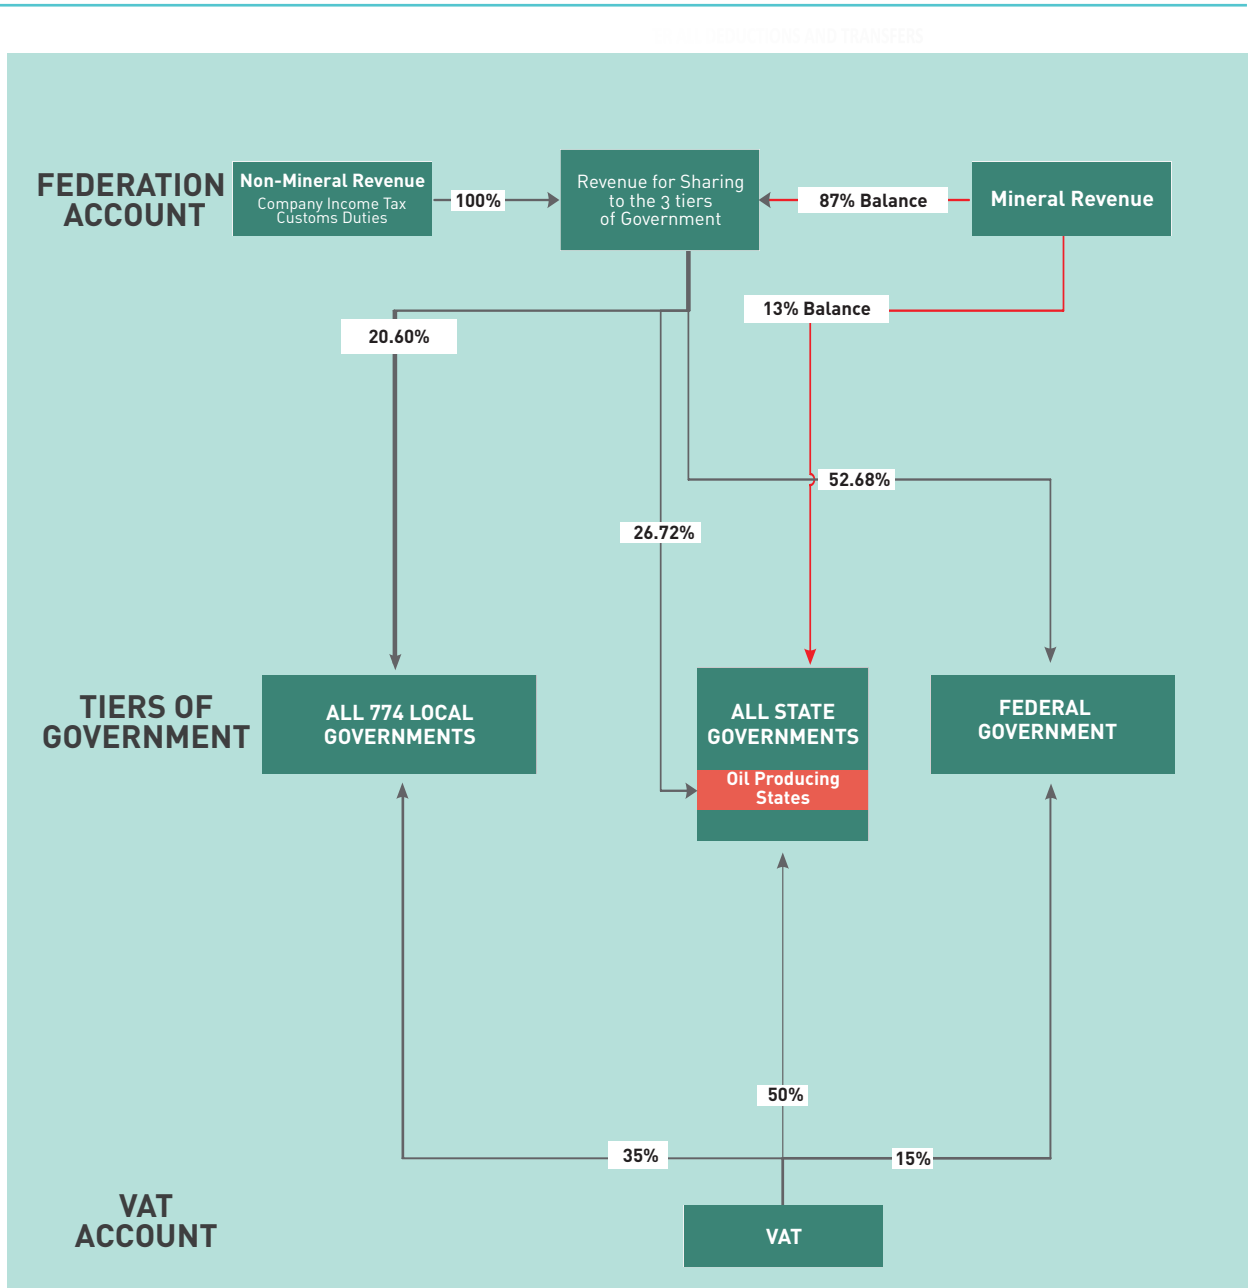 AND TRANSFERS
FEDERATION
ACCOUNT
Non-Mineral Revenue
Company Income Tax
Customs Duties
100%
Revenue for Sharing
to the 3 tiers
of Government
87% Balance
Mineral Revenue
13% Balance
20.60%
52.68%
26.72%
TIERS OF
GOVERNMENT
ALL 774 LOCAL
GOVERNMENTS
ALL STATE
GOVERNMENTS
Oil Producing
States
FEDERAL
GOVERNMENT
50%
35%
15%
VAT
ACCOUNT
VAT